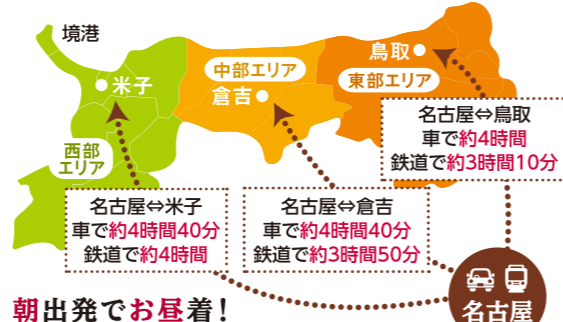 境港
米子
西部
エリア
中部エリア
倉吉
鳥取
東部エリア
名古屋⇔鳥取
車で約4時間
鉄道で約3時間10分
名古屋⇔米子
車で約4時間40分
鉄道で約4時間
名古屋⇔倉吉
車で約4時間40分
鉄道で約3時間50分
朝出発でお昼着！
名古屋